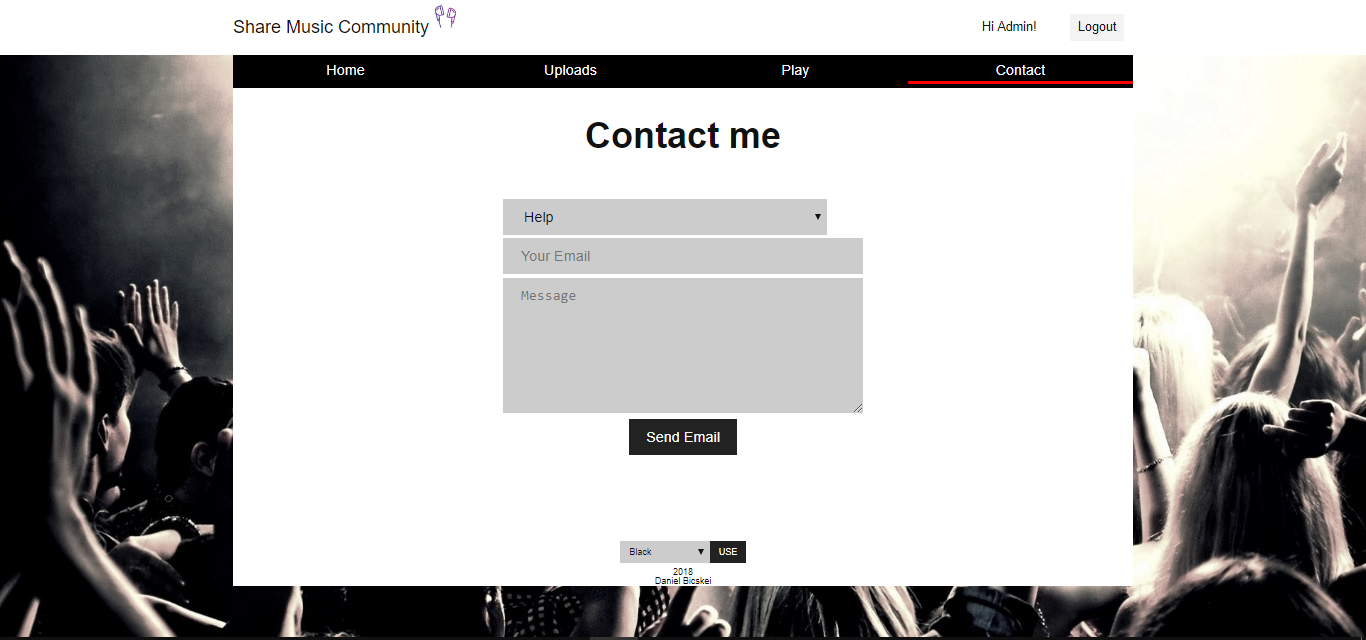 Share Music Community
Hi Admin!
Logout
Home
Uploads
Play
Contact
Contact me
Help
Your Email
Message
Send Email
Black
USE
2018
Daniel Bicskei